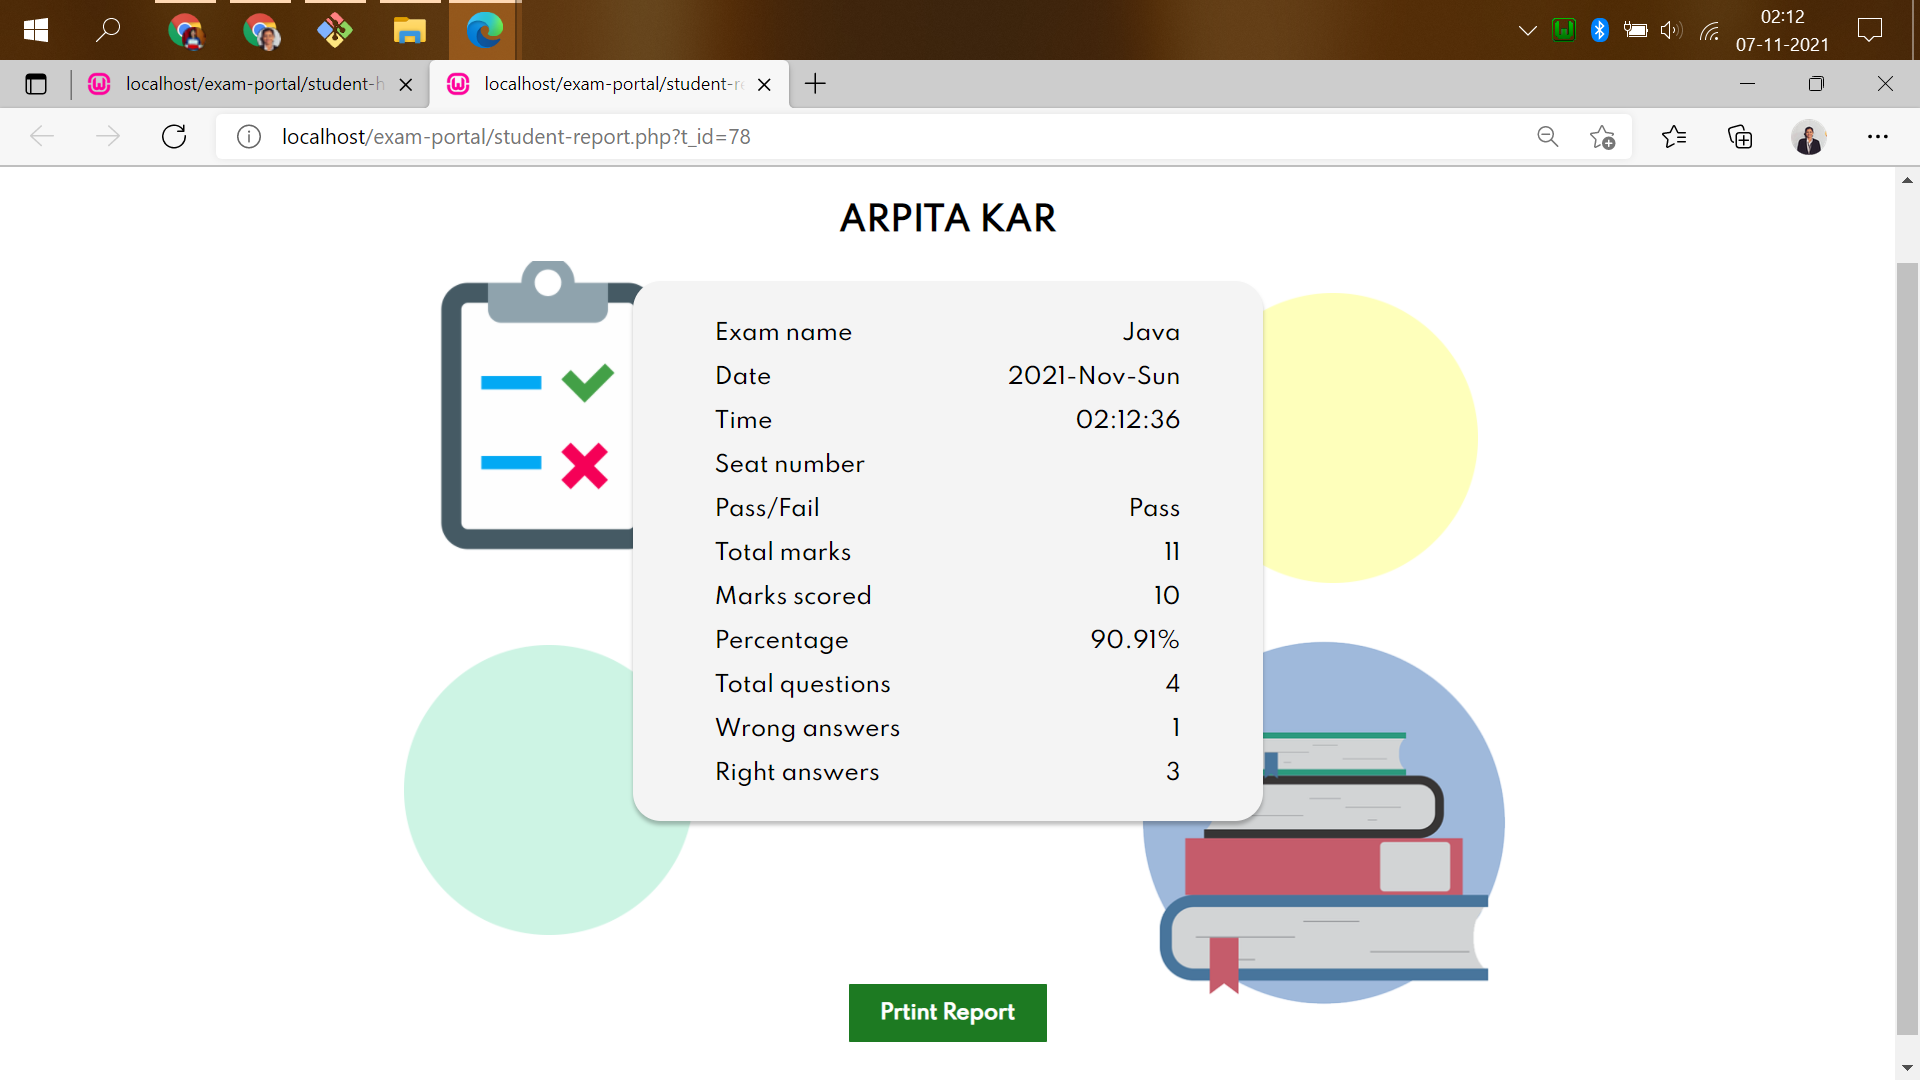 02:12
07-11-2021
localhost/exam-portal/student-h
localhost/exam-portal/student-re
localhost/exam-portal/student-report.php?t_id=78
ARPITA KAR
Exam name Java
Date 2021-Nov-Sun
Time 02:12:36
Seat number
Pass/Fail Pass
Total marks 11
Marks scored 10
Percentage 90.91%
Total questions 4
Wrong answers 1
Right answers 3
Prtint Report